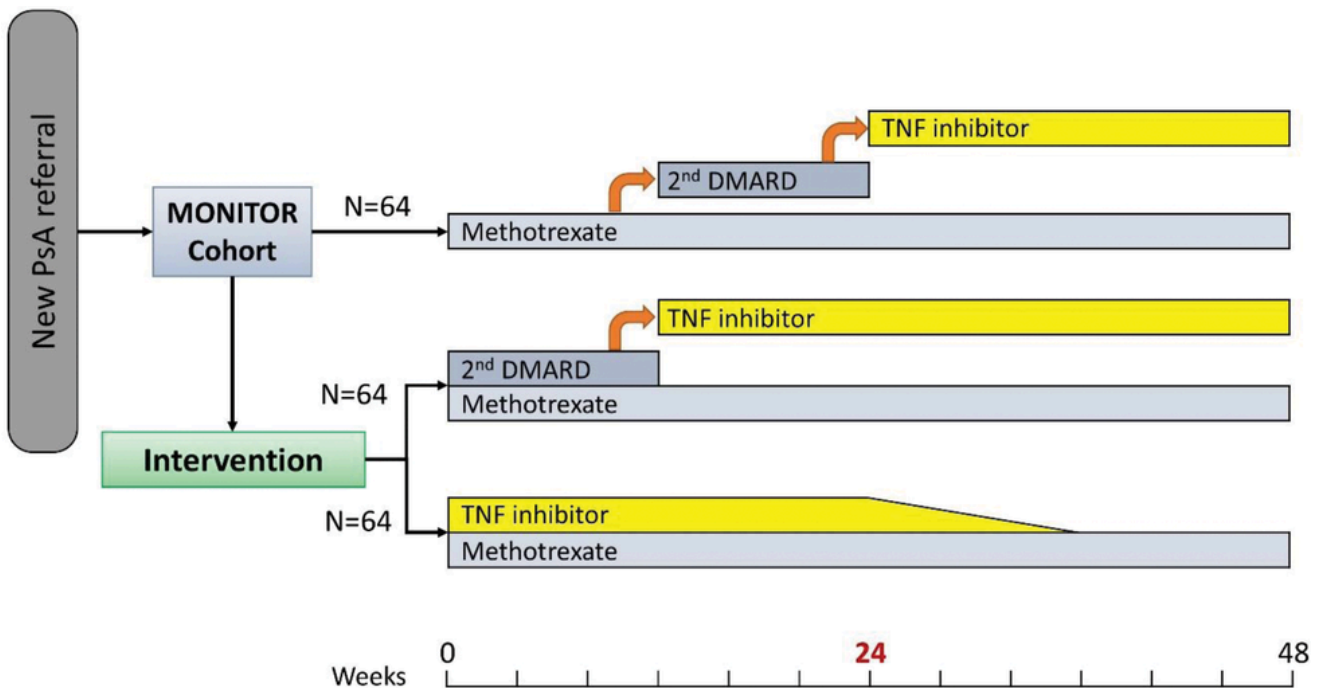 New PsA referral
MONITOR
Cohort
N=64
TNF inhibitor
2nd DMARD
Methotrexate
TNF inhibitor
2nd DMARD
Methotrexate
N=64
Intervention
N=64
TNF inhibitor
Methotrexate
Weeks
0
24
48